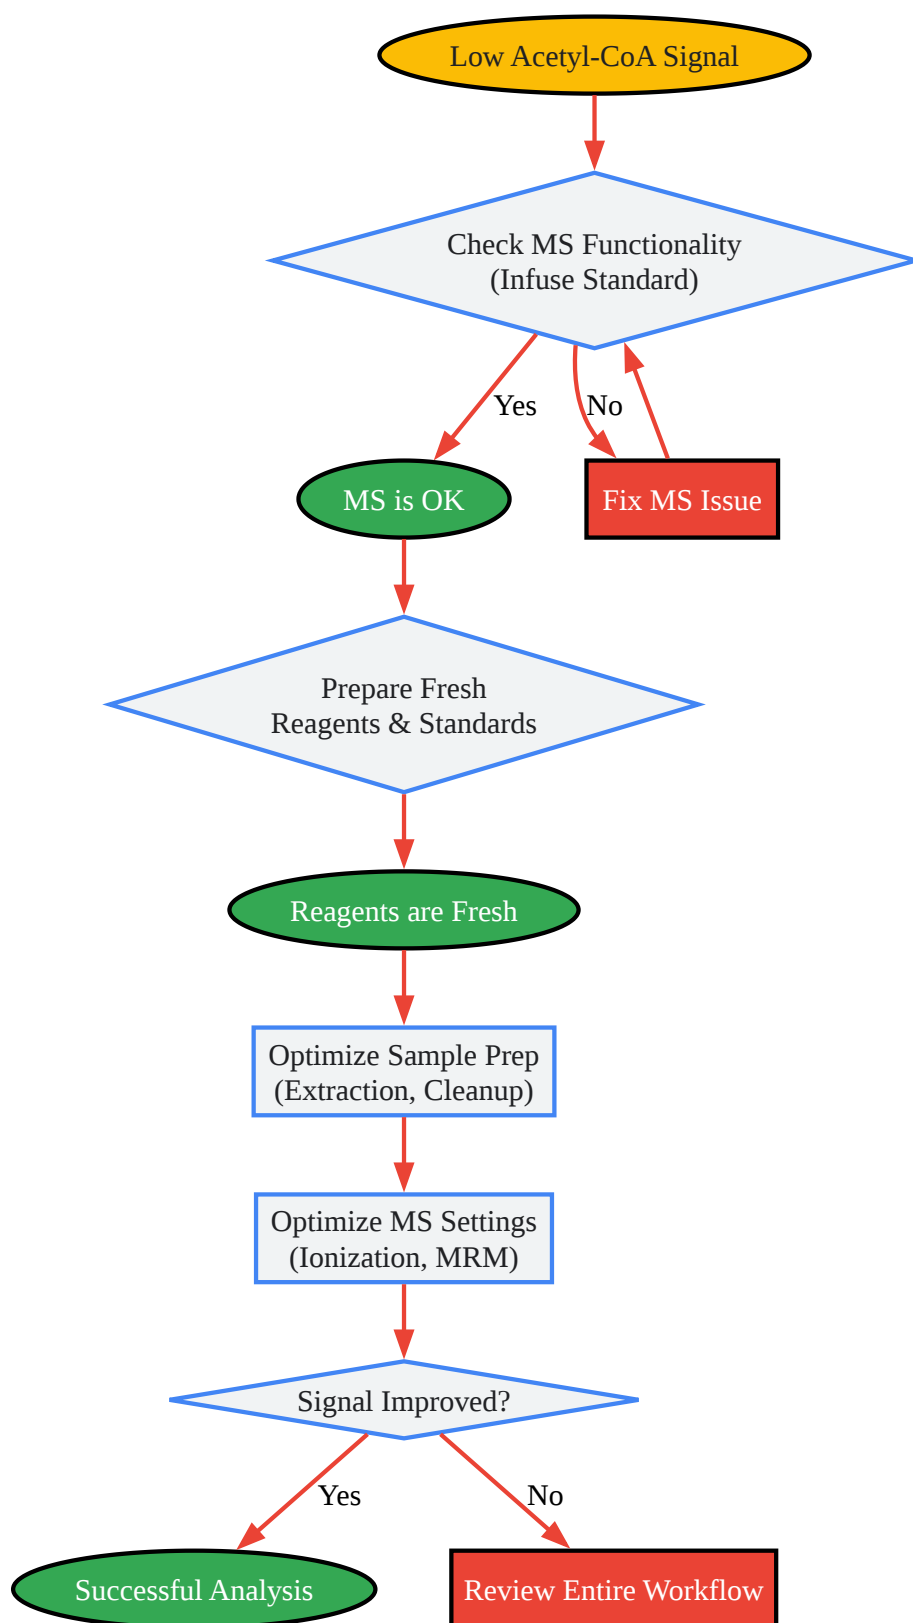 Low Acetyl-CoA Signal
Check MS Functionality
(Infuse Standard)
Yes
No
MS is OK
Fix MS Issue
Prepare Fresh
Reagents & Standards
Reagents are Fresh
Optimize Sample Prep
(Extraction, Cleanup)
Optimize MS Settings
(Ionization, MRM)
Signal Improved?
Yes
No
Successful Analysis
Review Entire Workflow